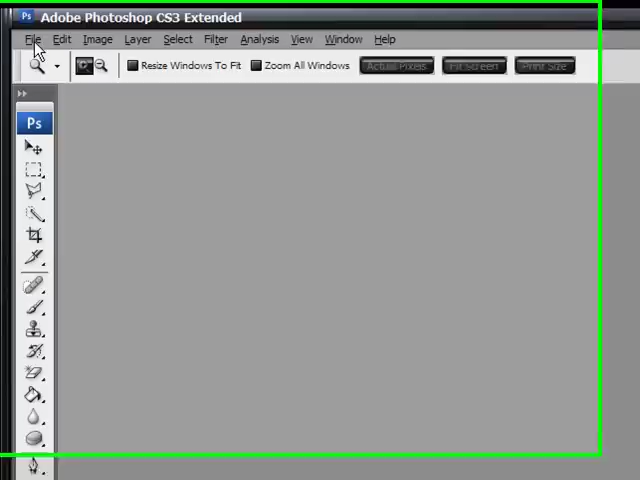 Ps Adobe Photoshop CS3 Extended
File Edit Image Layer Select Filter Analysis View Window Help
Resize Windows To Fit Zoom All Windows Actual Pixels Fit Screen Print Size
Ps